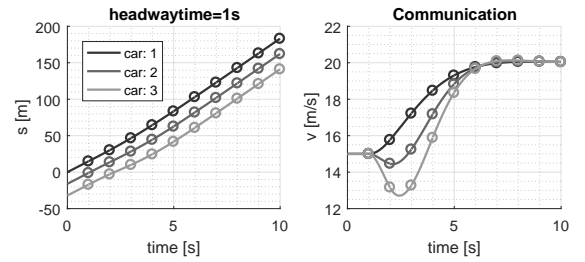 headwaytime=1s
200
150
100
50
0
-50
s [m]
car: 1
car: 2
car: 3
0
5
10
time [s]
Communication
22
20
18
16
14
12
v [m/s]
0
5
10
time [s]